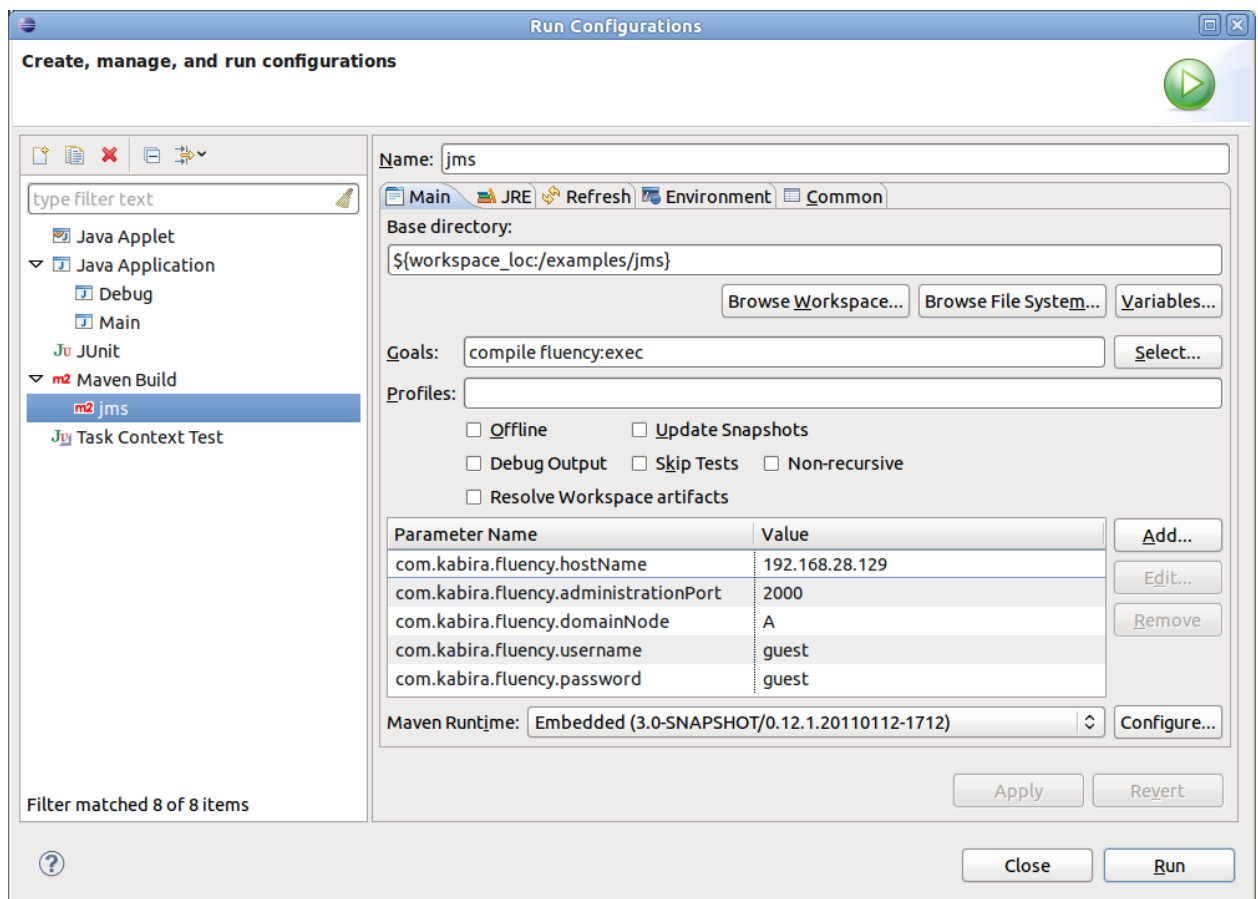 Run Configurations
Create, manage, and run configurations
type filter text
Java Applet
Java Application
Debug
Main
JUnit
Maven Build
jms
Task Context Test
Filter matched 8 of 8 items
Name: jms
Main JRE Refresh Environment Common
Base directory:
${workspace_loc:/examples/jms}
Browse Workspace... Browse File System... Variables...
Goals: compile fluency:exec Select...
Profiles:
Offline Update Snapshots
Debug Output Skip Tests Non-recursive
Resolve Workspace artifacts
Parameter Name Value Add...
com.kabira.fluency.hostName 192.168.28.129
Edit...
com.kabira.fluency.administrationPort 2000
com.kabira.fluency.domainNode A Remove
com.kabira.fluency.username guest
com.kabira.fluency.password guest
Maven Runtime: Embedded (3.0-SNAPSHOT/0.12.1.20110112-1712) Configure...
Apply Revert
? Close Run